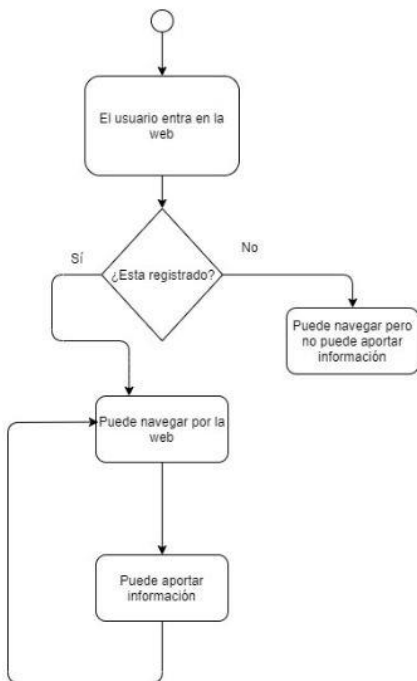 El usuario entra en la
web
Sí
No
¿Esta registrado?
Puede navegar pero
no puede aportar
información
Puede navegar por la
web
Puede aportar
información